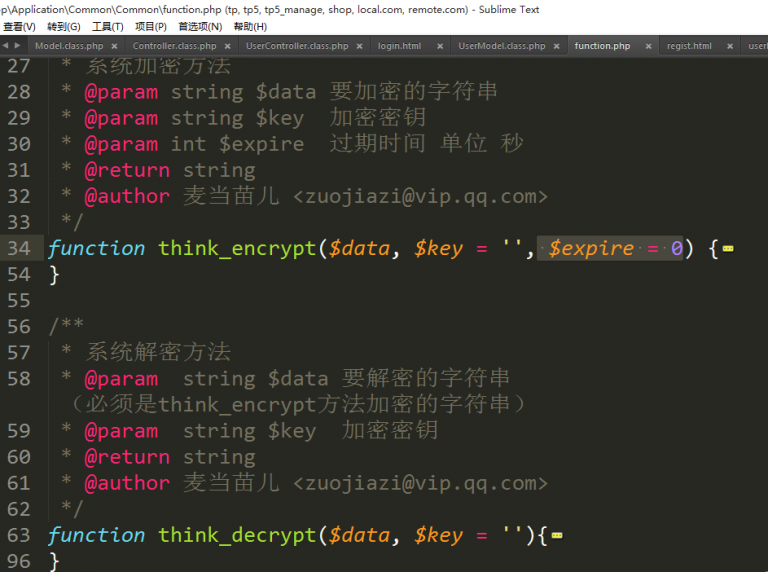 p\Application\Common\Common\function.php (tp, tp5, tp5_manage, shop, local.com, remote.com) - Sublime Text
查看(V) 转到(G) 工具(T) 项目(P) 首选项(N) 帮助(H)
Model.class.php × Controller.class.php × UserController.class.php × login.html × UserModel.class.php × function.php × regist.html × userl
27 * 系统加密方法
28 * @param string $data 要加密的字符串
29 * @param string $key 加密密钥
30 * @param int $expire 过期时间 单位 秒
31 * @return string
32 * @author 麦当苗儿 <zuojiazi@vip.qq.com>
33 */
34 function think_encrypt($data, $key = '', $expire = 0) {
54 }
55
56 /**
57 * 系统解密方法
58 * @param string $data 要解密的字符串
（必须是think_encrypt方法加密的字符串）
59 * @param string $key 加密密钥
60 * @return string
61 * @author 麦当苗儿 <zuojiazi@vip.qq.com>
62 */
63 function think_decrypt($data, $key = ''){
96 }